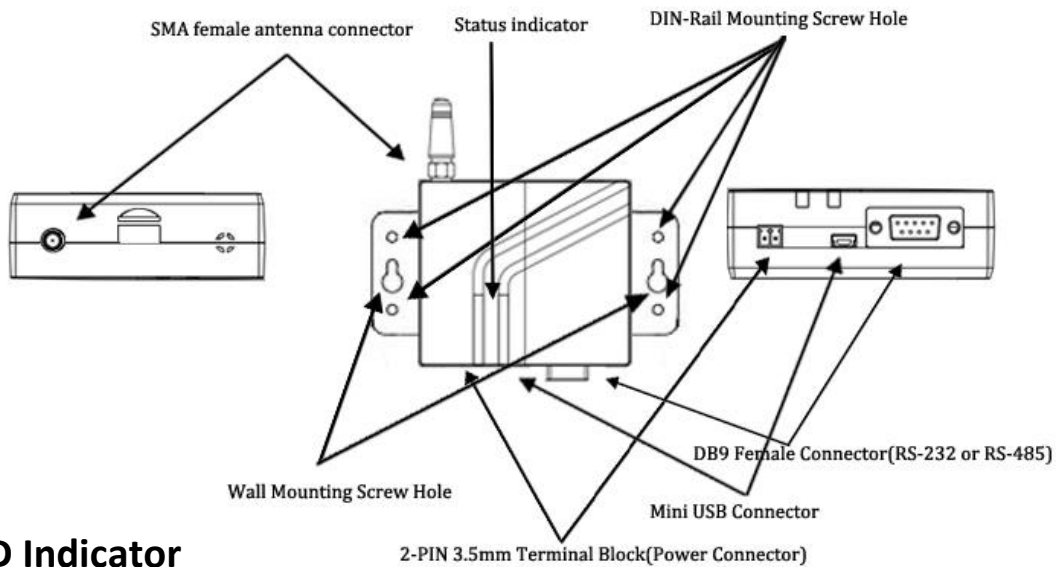 SMA female antenna connector
Status indicator
DIN-Rail Mounting Screw Hole
DB9 Female Connector(RS-232 or RS-485)
Wall Mounting Screw Hole
Mini USB Connector
D Indicator
2-PIN 3.5mm Terminal Block(Power Connector)